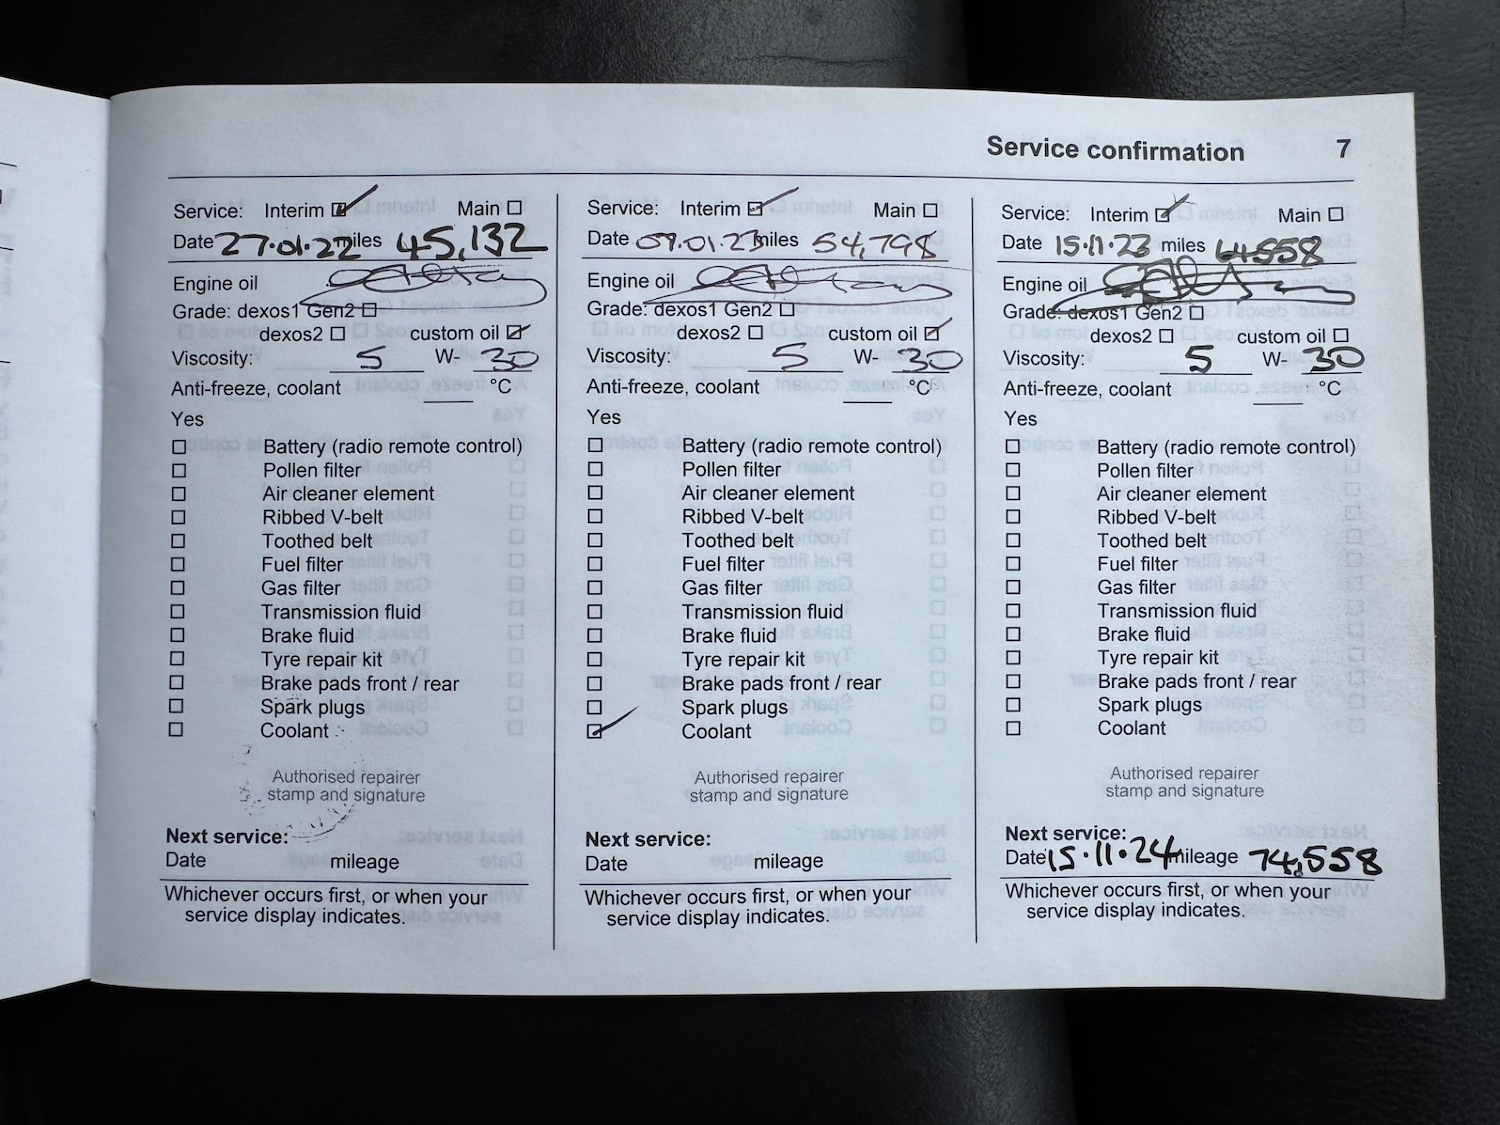 Service confirmation 7
Service: Interim Main
Date 27.01.22 miles 45,132
Engine oil
Grade: dexos1 Gen2
dexos2 custom oil
Viscosity: 5 W- 30
Anti-freeze, coolant °C
Yes
Battery (radio remote control)
Pollen filter
Air cleaner element
Ribbed V-belt
Toothed belt
Fuel filter
Gas filter
Transmission fluid
Brake fluid
Tyre repair kit
Brake pads front / rear
Spark plugs
Coolant
Authorised repairer
stamp and signature
Next service:
Date mileage
Whichever occurs first, or when your
service display indicates.
Service: Interim Main
Date 09.01.23 miles 54,798
Engine oil
Grade: dexos1 Gen2
dexos2 custom oil
Viscosity: 5 W- 30
Anti-freeze, coolant °C
Yes
Battery (radio remote control)
Pollen filter
Air cleaner element
Ribbed V-belt
Toothed belt
Fuel filter
Gas filter
Transmission fluid
Brake fluid
Tyre repair kit
Brake pads front / rear
Spark plugs
Coolant
Authorised repairer
stamp and signature
Next service:
Date mileage
Whichever occurs first, or when your
service display indicates.
Service: Interim Main
Date 15.11.23 miles 64558
Engine oil
Grade: dexos1 Gen2
dexos2 custom oil
Viscosity: 5 W- 30
Anti-freeze, coolant °C
Yes
Battery (radio remote control)
Pollen filter
Air cleaner element
Ribbed V-belt
Toothed belt
Fuel filter
Gas filter
Transmission fluid
Brake fluid
Tyre repair kit
Brake pads front / rear
Spark plugs
Coolant
Authorised repairer
stamp and signature
Next service:
Date 15.11.24 mileage 74,558
Whichever occurs first, or when your
service display indicates.